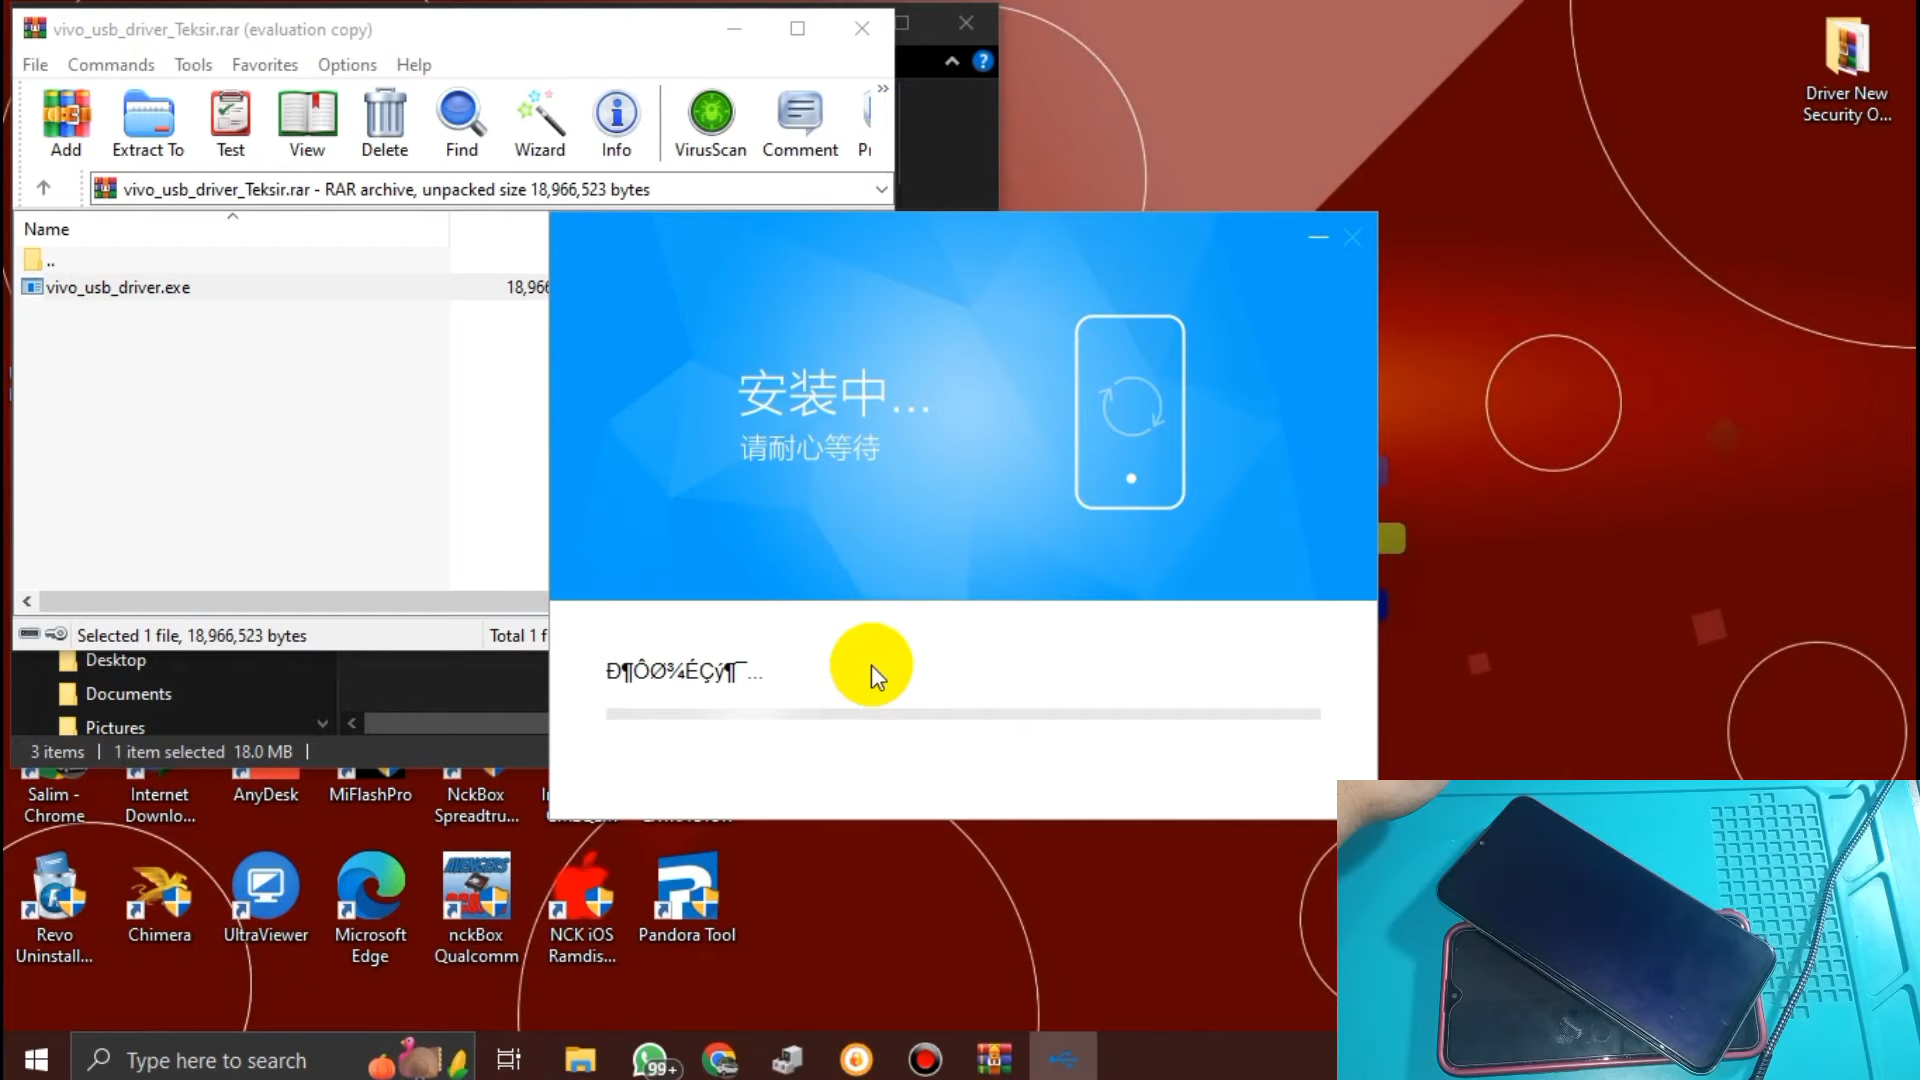 vivo_usb_driver_Teksir.rar (evaluation copy)
File Commands Tools Favorites Options Help
Add Extract To Test View Delete Find Wizard Info VirusScan Comment
vivo_usb_driver_Teksir.rar - RAR archive, unpacked size 18,966,523 bytes
Name
..
vivo_usb_driver.exe 18,966
安装中...
请耐心等待
Ð¶ÔØ¾ÉÇý¶¯...
Selected 1 file, 18,966,523 bytes Total 1 f
Desktop
Documents
Pictures
3 items 1 item selected 18.0 MB
Driver New
Security O...
Salim -
Chrome
Internet
Downlo...
AnyDesk
MiFlashPro
NckBox
Spreadtru...
Revo
Uninstall...
Chimera
UltraViewer
Microsoft
Edge
AVENGERS
nckBox
Qualcomm
NCK iOS
Ramdis...
Pandora Tool
Type here to search
99+